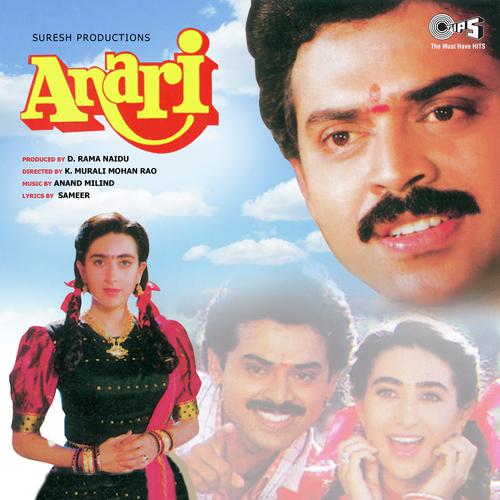 SURESH PRODUCTIONS
Anari
PRODUCED BY D. RAMA NAIDU
DIRECTED BY K. MURALI MOHAN RAO
MUSIC BY ANAND MILIND
LYRICS BY SAMEER
TIPS
The Must Have HITS